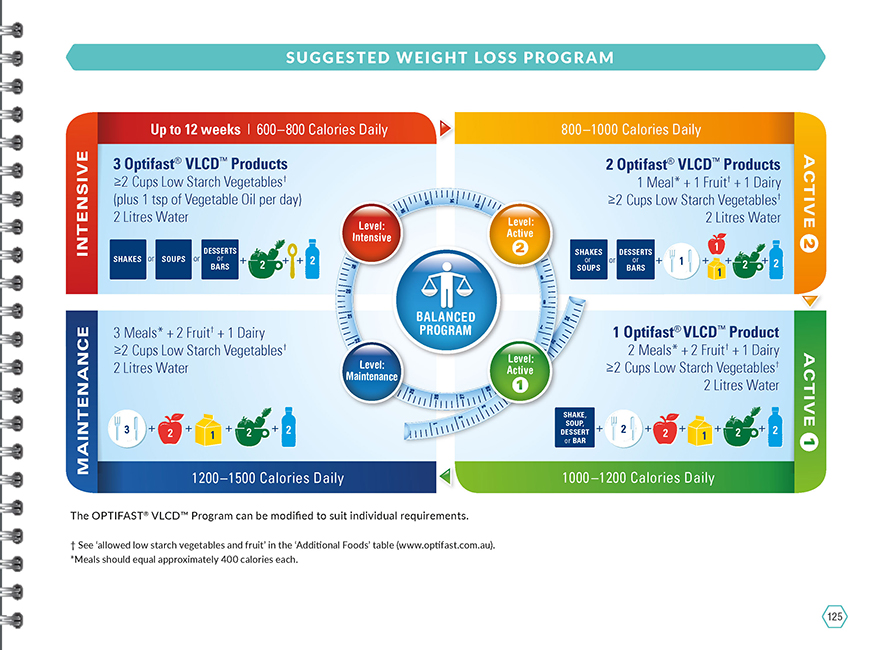 SUGGESTED WEIGHT LOSS PROGRAM
INTENSIVE
Up to 12 weeks | 600–800 Calories Daily
3 Optifast® VLCD™ Products
≥2 Cups Low Starch Vegetables†
(plus 1 tsp of Vegetable Oil per day)
2 Litres Water
SHAKES or SOUPS or DESSERTS or BARS + 2 + + 2
800–1000 Calories Daily
ACTIVE 2
2 Optifast® VLCD™ Products
1 Meal* + 1 Fruit† + 1 Dairy
≥2 Cups Low Starch Vegetables†
2 Litres Water
SHAKES or SOUPS or DESSERTS or BARS + 1 + 1 1 + 2 + 2
Level:
Intensive
Level:
Active
2
BALANCED
PROGRAM
Level:
Maintenance
Level:
Active
1
MAINTENANCE
3 Meals* + 2 Fruit† + 1 Dairy
≥2 Cups Low Starch Vegetables†
2 Litres Water
3 + 2 + 1 + 2 + 2
1200–1500 Calories Daily
ACTIVE 1
1 Optifast® VLCD™ Product
2 Meals* + 2 Fruit† + 1 Dairy
≥2 Cups Low Starch Vegetables†
2 Litres Water
SHAKE, SOUP, DESSERT or BAR + 2 + 2 + 1 + 2 + 2
1000–1200 Calories Daily
The OPTIFAST® VLCD™ Program can be modified to suit individual requirements.
† See 'allowed low starch vegetables and fruit' in the 'Additional Foods' table (www.optifast.com.au).
*Meals should equal approximately 400 calories each.
125